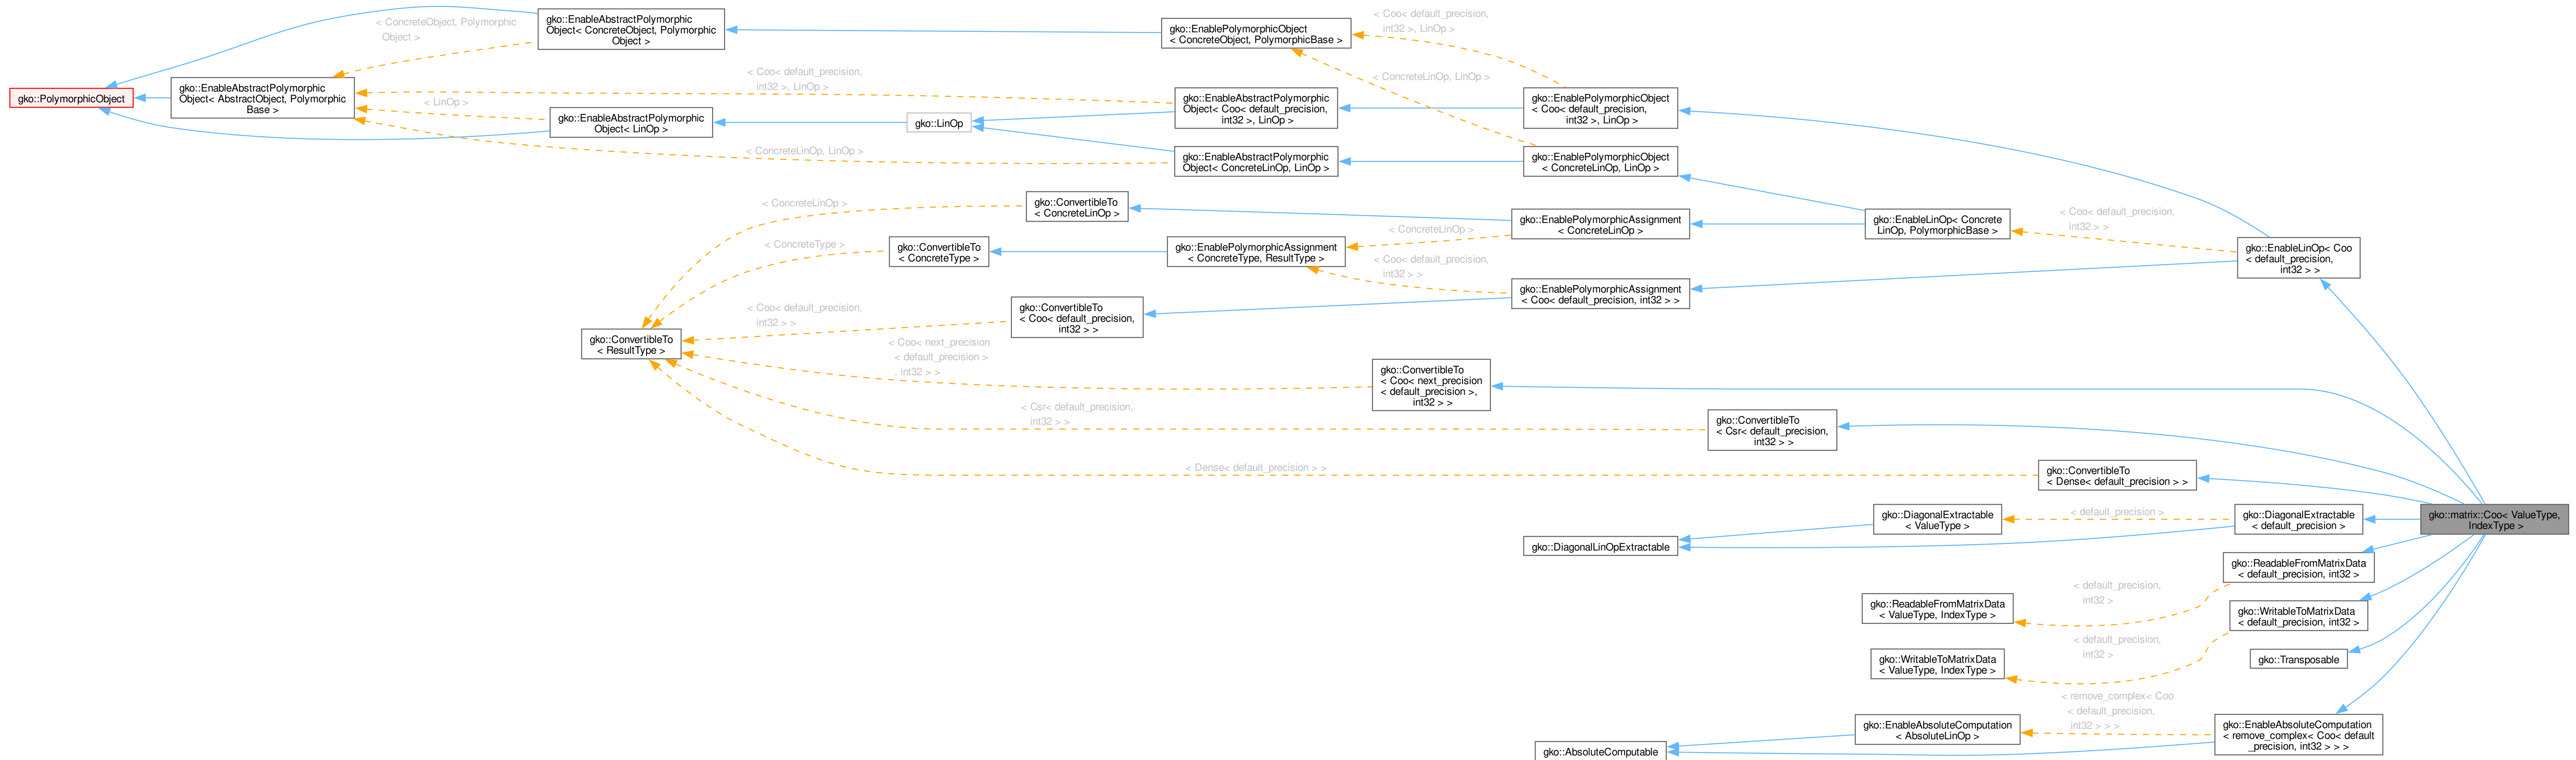 gko::PolymorphicObject
gko::EnableAbstractPolymorphic
Object< AbstractObject, Polymorphic
Base >
< ConcreteObject, Polymorphic
Object >
gko::EnableAbstractPolymorphic
Object< ConcreteObject, Polymorphic
Object >
< LinOp >
gko::EnableAbstractPolymorphic
Object< LinOp >
< Coo< default_precision,
int32 >, LinOp >
< ConcreteLinOp, LinOp >
gko::LinOp
gko::EnablePolymorphicObject
< ConcreteObject, PolymorphicBase >
gko::EnableAbstractPolymorphic
Object< Coo< default_precision,
int32 >, LinOp >
gko::EnableAbstractPolymorphic
Object< ConcreteLinOp, LinOp >
< Coo< default_precision,
int32 >, LinOp >
< ConcreteLinOp, LinOp >
gko::EnablePolymorphicObject
< Coo< default_precision,
int32 >, LinOp >
gko::EnablePolymorphicObject
< ConcreteLinOp, LinOp >
gko::ConvertibleTo
< ResultType >
< ConcreteLinOp >
< ConcreteType >
< Coo< default_precision,
int32 > >
< Coo< next_precision
< default_precision >
, int32 > >
gko::ConvertibleTo
< ConcreteLinOp >
gko::ConvertibleTo
< ConcreteType >
gko::ConvertibleTo
< Coo< default_precision,
int32 > >
gko::EnablePolymorphicAssignment
< ConcreteType, ResultType >
< ConcreteLinOp >
< Coo< default_precision,
int32 > >
gko::EnablePolymorphicAssignment
< ConcreteLinOp >
gko::EnablePolymorphicAssignment
< Coo< default_precision, int32 > >
gko::EnableLinOp< Concrete
LinOp, PolymorphicBase >
< Coo< default_precision,
int32 > >
gko::EnableLinOp< Coo
< default_precision,
int32 > >
gko::ConvertibleTo
< Coo< next_precision
< default_precision >,
int32 > >
< Csr< default_precision,
int32 > >
gko::ConvertibleTo
< Csr< default_precision,
int32 > >
< Dense< default_precision > >
gko::ConvertibleTo
< Dense< default_precision > >
gko::DiagonalLinOpExtractable
gko::DiagonalExtractable
< ValueType >
< default_precision >
gko::DiagonalExtractable
< default_precision >
gko::matrix::Coo< ValueType,
IndexType >
gko::ReadableFromMatrixData
< ValueType, IndexType >
< default_precision,
int32 >
gko::ReadableFromMatrixData
< default_precision, int32 >
gko::WritableToMatrixData
< ValueType, IndexType >
< default_precision,
int32 >
gko::WritableToMatrixData
< default_precision, int32 >
gko::Transposable
gko::AbsoluteComputable
gko::EnableAbsoluteComputation
< AbsoluteLinOp >
< remove_complex< Coo
< default_precision,
int32 > > >
gko::EnableAbsoluteComputation
< remove_complex< Coo< default
_precision, int32 > > >